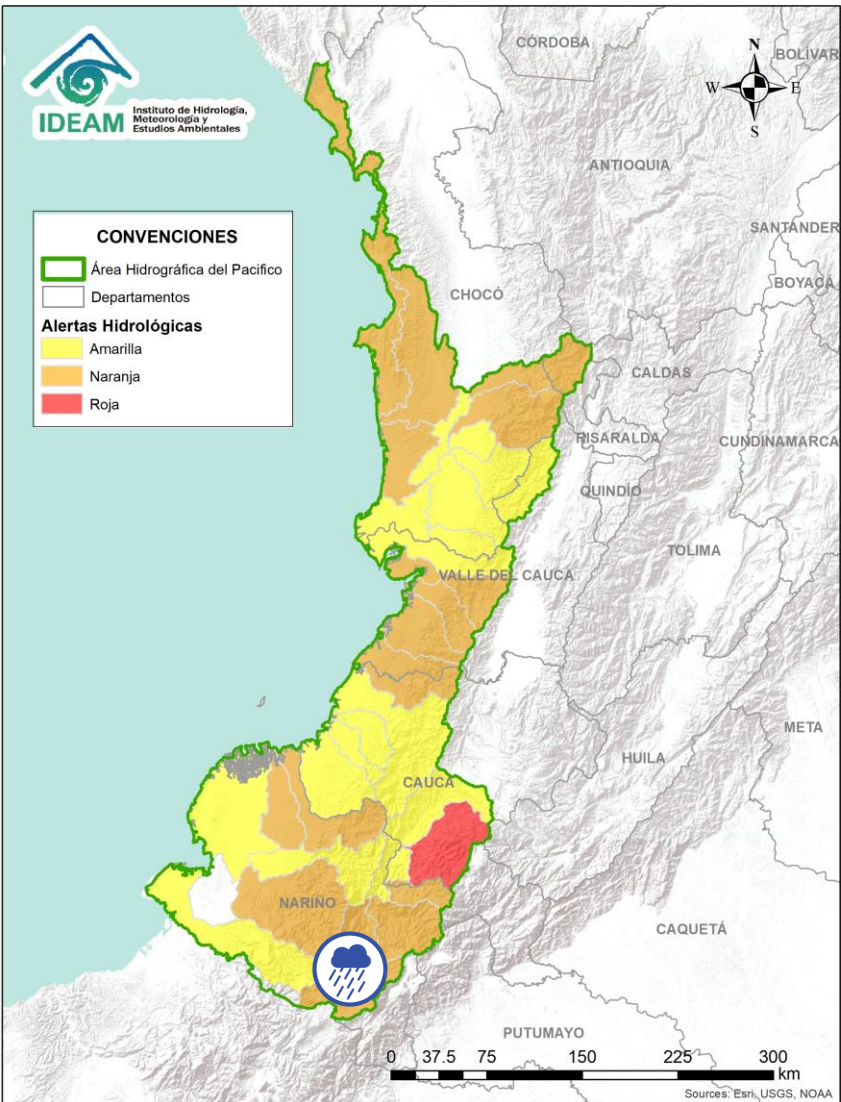 IDEAM
Instituto de Hidrología,
Meteorología y
Estudios Ambientales
N
W
E
S
CONVENCIONES
Área Hidrográfica del Pacifico
Departamentos
Alertas Hidrológicas
Amarilla
Naranja
Roja
CÓRDOBA
BOLÍVAR
ANTIOQUIA
SANTANDER
BOYACÁ
CHOCÓ
CALDAS
RISARALDA
CUNDINAMARCA
QUINDÍO
TOLIMA
VALLE DEL CAUCA
META
HUILA
CAUCA
NARIÑO
CAQUETÁ
PUTUMAYO
0 37.5 75 150 225 300
km
Sources: Esri, USGS, NOAA